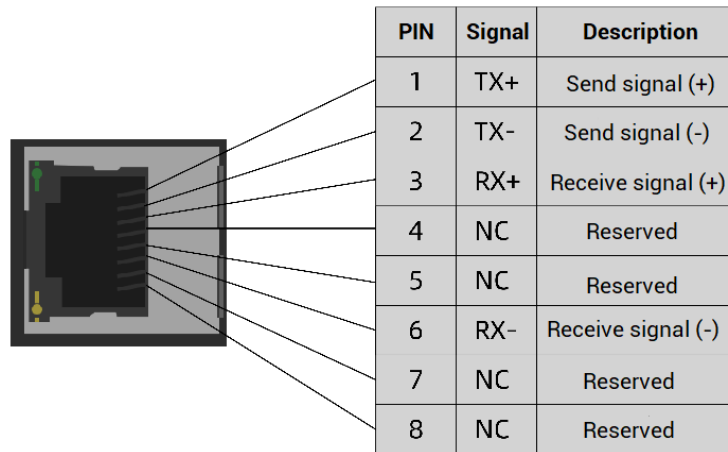 PIN Signal Description
1 TX+ Send signal (+)
2 TX- Send signal (-)
3 RX+ Receive signal (+)
4 NC Reserved
5 NC Reserved
6 RX- Receive signal (-)
7 NC Reserved
8 NC Reserved